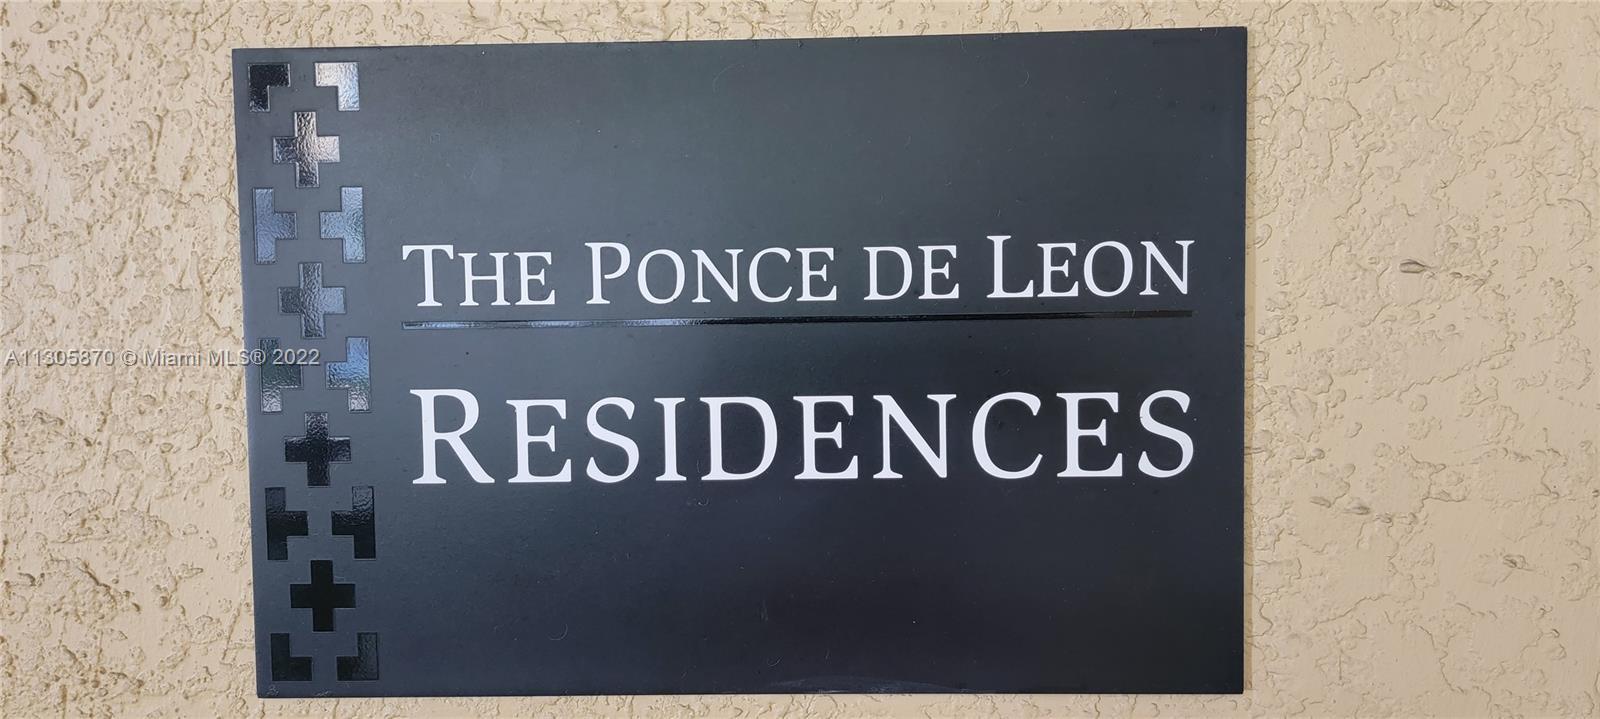 THE PONCE DE LEON
A11305870 © Miami MLS® 2022
RESIDENCES